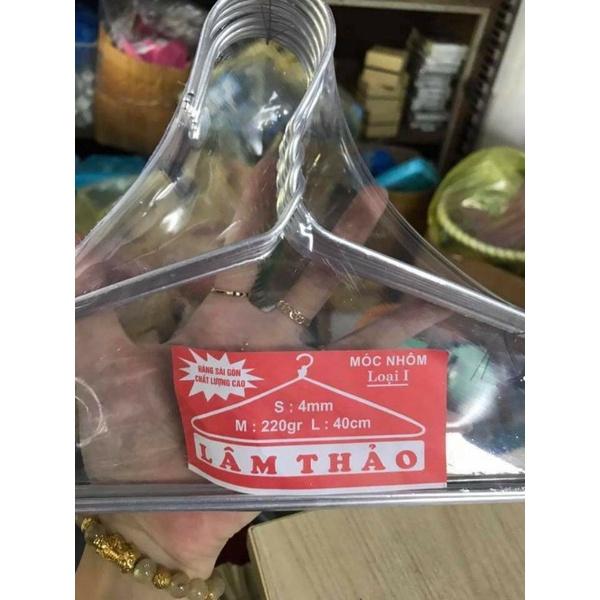 HÀNG SÀI GÒN
CHẤT LƯỢNG CAO
MÓC NHÔM
Loại I
S : 4mm
M : 220gr L : 40cm
LÂM THẢO